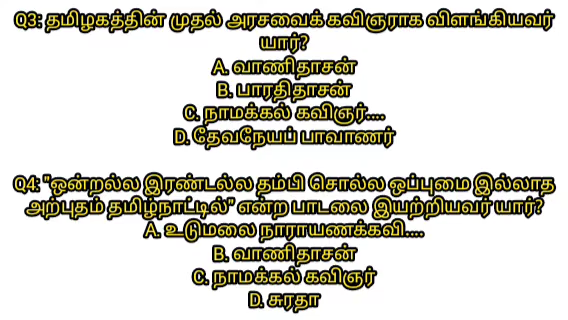 Q3: தமிழகத்தின் முதல் அரசவைக் கவிஞராக விளங்கியவர்
யார்?
A. வாணிதாசன்
B. பாரதிதாசன்
C. நாமக்கல் கவிஞர்....
D. தேவநேயப் பாவாணர்
Q4: "ஒன்றல்ல இரண்டல்ல தம்பி சொல்ல ஒப்புமை இல்லாத
அற்புதம் தமிழ்நாட்டில்" என்ற பாடலை இயற்றியவர் யார்?
A. உடுமலை நாராயணக்கவி....
B. வாணிதாசன்
C. நாமக்கல் கவிஞர்
D. சுரதா